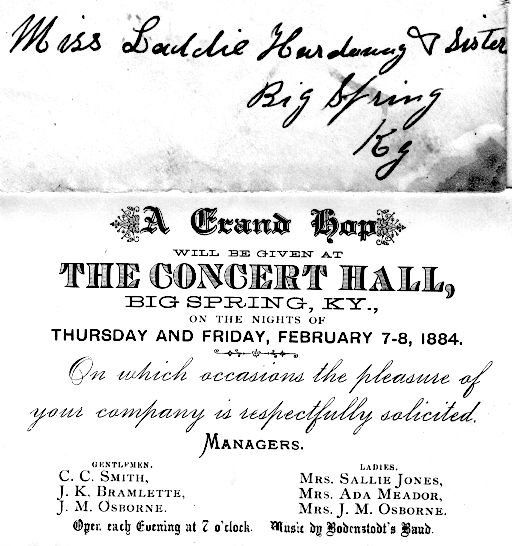 Miss Laddie Hardaway & Sister
Big Spring
Ky
A Grand Hop
WILL BE GIVEN AT
THE CONCERT HALL,
BIG SPRING, KY.,
ON THE NIGHTS OF
THURSDAY AND FRIDAY, FEBRUARY 7-8, 1884.
On which occasions the pleasure of
your company is respectfully solicited.
MANAGERS.
GENTLEMEN.
C. C. SMITH,
J. K. BRAMLETTE,
J. M. OSBORNE.
LADIES.
MRS. SALLIE JONES,
MRS. ADA MEADOR,
MRS. J. M. OSBORNE.
Open each Evening at 7 o'clock. Music by Bodenstodt's Band.